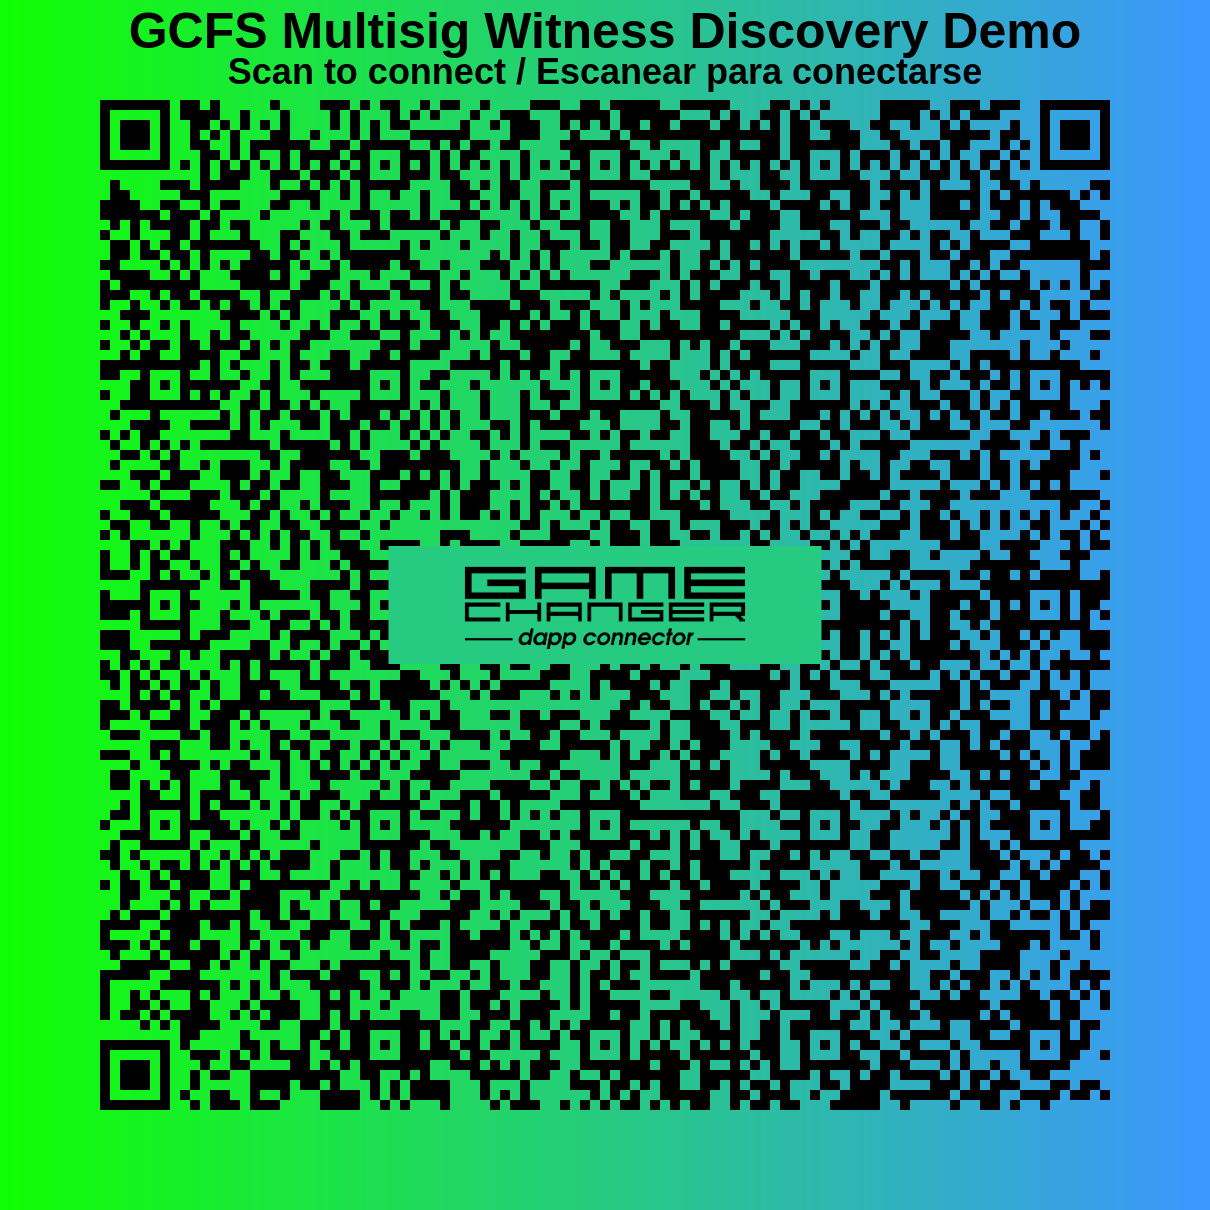 GCFS Multisig Witness Discovery Demo
Scan to connect / Escanear para conectarse
GAME
CHANGER
dapp connector